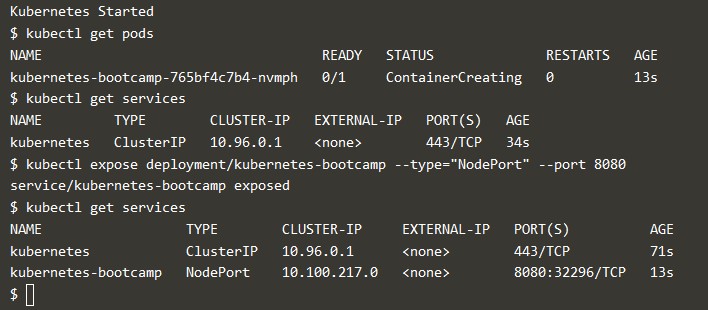 Kubernetes Started
$ kubectl get pods
NAME READY STATUS RESTARTS AGE
kubernetes-bootcamp-765bf4c7b4-nvmph 0/1 ContainerCreating 0 13s
$ kubectl get services
NAME TYPE CLUSTER-IP EXTERNAL-IP PORT(S) AGE
kubernetes ClusterIP 10.96.0.1 <none> 443/TCP 34s
$ kubectl expose deployment/kubernetes-bootcamp --type="NodePort" --port 8080
service/kubernetes-bootcamp exposed
$ kubectl get services
NAME TYPE CLUSTER-IP EXTERNAL-IP PORT(S) AGE
kubernetes ClusterIP 10.96.0.1 <none> 443/TCP 71s
kubernetes-bootcamp NodePort 10.100.217.0 <none> 8080:32296/TCP 13s
$